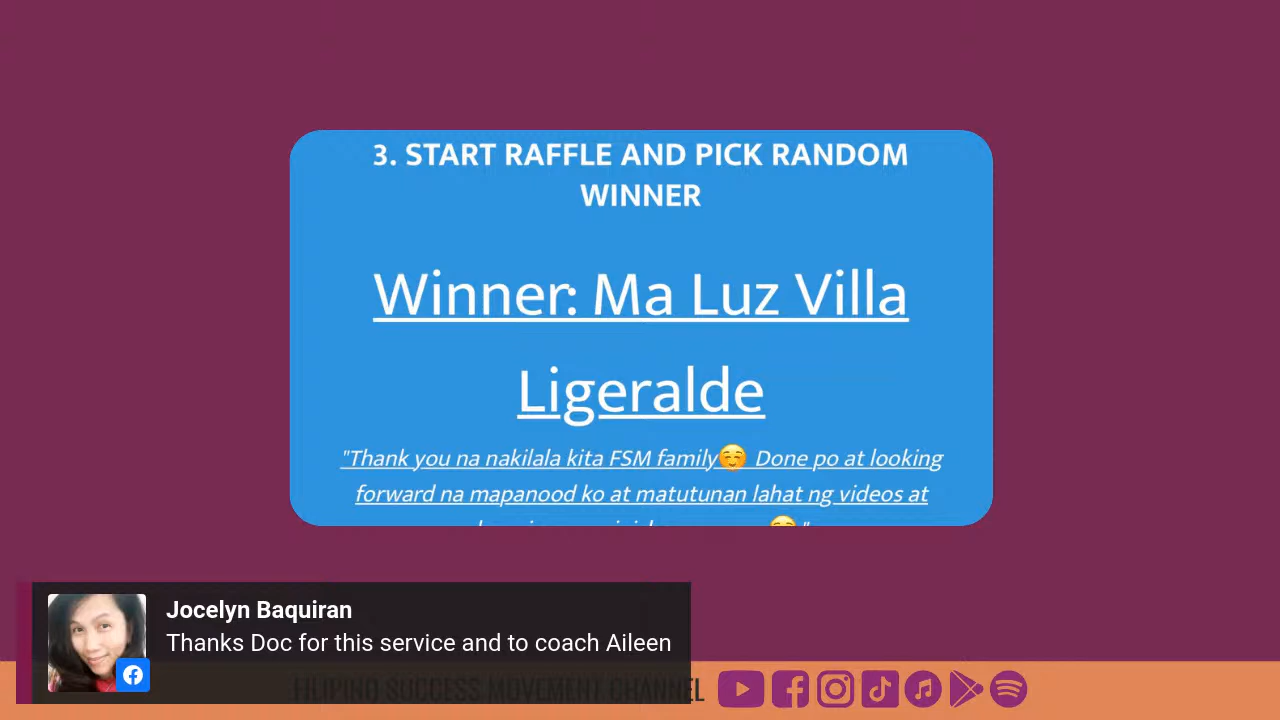 3. START RAFFLE AND PICK RANDOM
WINNER
Winner: Ma Luz Villa
Ligeralde
"Thank you na nakilala kita FSM family☺️ Done po at looking
forward na mapanood ko at matutunan lahat ng videos at
Jocelyn Baquiran
Thanks Doc for this service and to coach Aileen
FILIPINO SUCCESS MOVEMENT CHANNEL